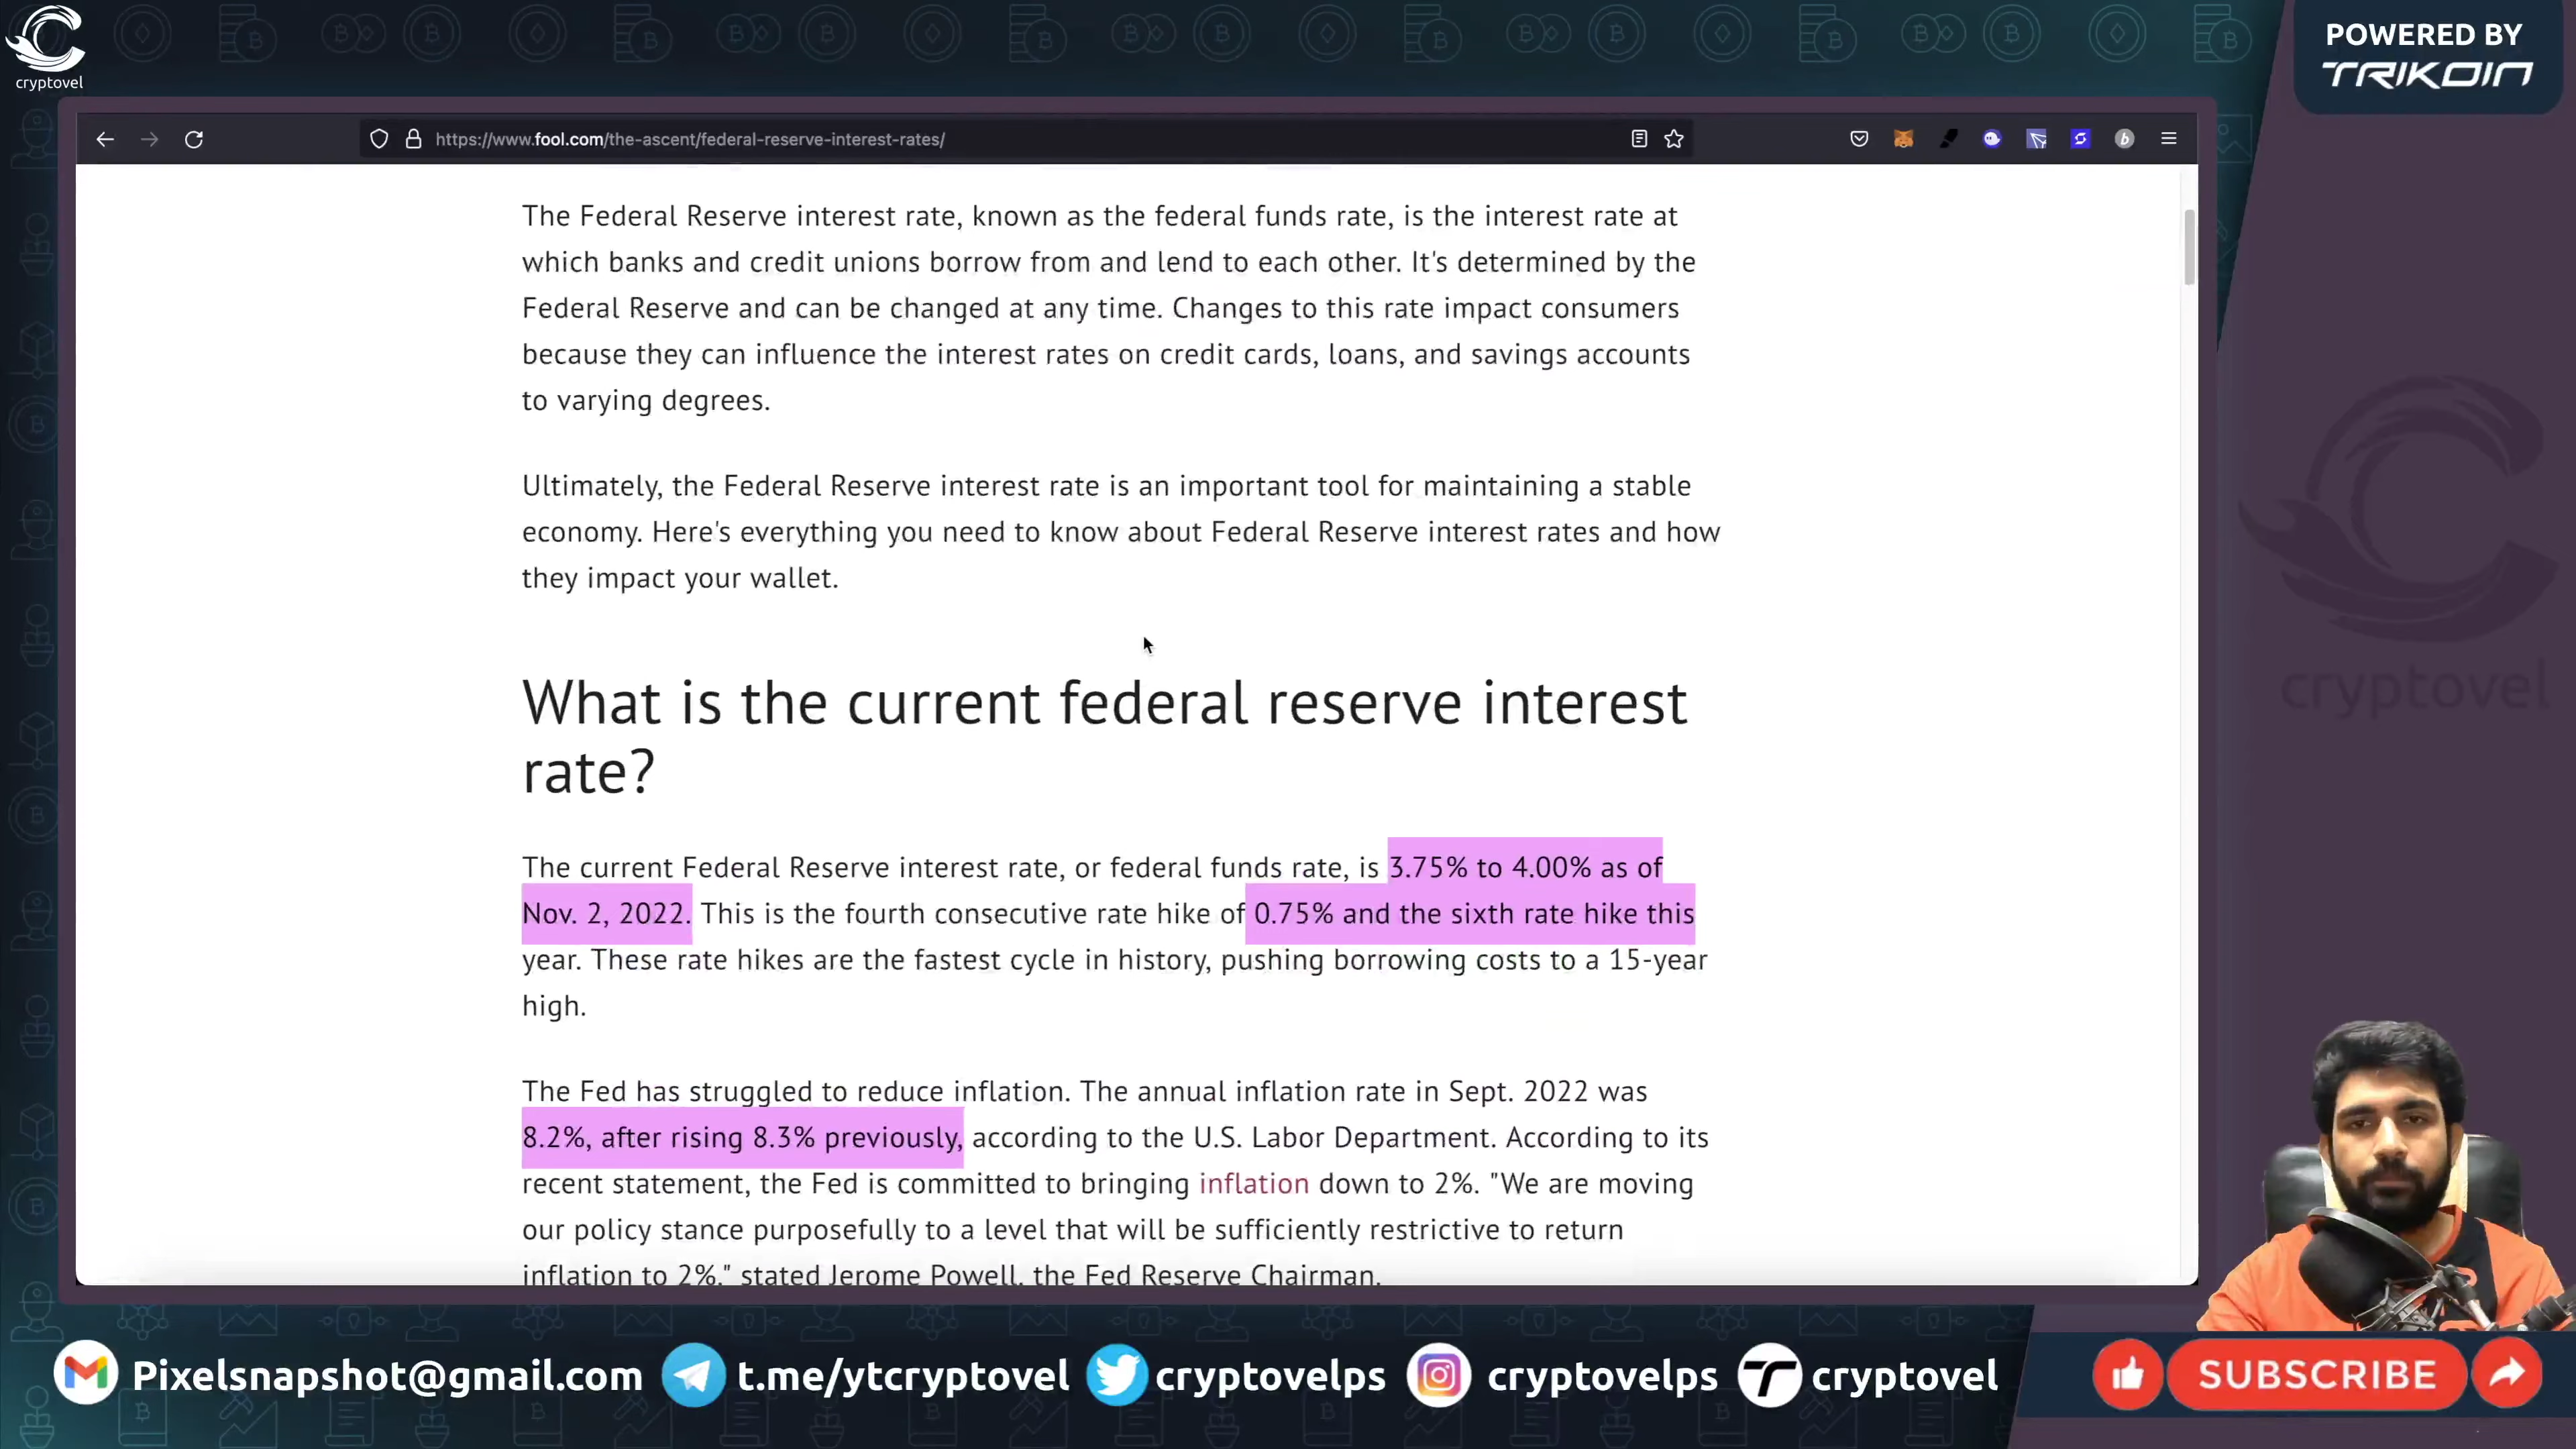 cryptovel
POWERED BY
TRIKOIN
https://www.fool.com/the-ascent/federal-reserve-interest-rates/
The Federal Reserve interest rate, known as the federal funds rate, is the interest rate at
which banks and credit unions borrow from and lend to each other. It's determined by the
Federal Reserve and can be changed at any time. Changes to this rate impact consumers
because they can influence the interest rates on credit cards, loans, and savings accounts
to varying degrees.
Ultimately, the Federal Reserve interest rate is an important tool for maintaining a stable
economy. Here's everything you need to know about Federal Reserve interest rates and how
they impact your wallet.
cryptovel
What is the current federal reserve interest
rate?
The current Federal Reserve interest rate, or federal funds rate, is 3.75% to 4.00% as of
Nov. 2, 2022. This is the fourth consecutive rate hike of 0.75% and the sixth rate hike this
year. These rate hikes are the fastest cycle in history, pushing borrowing costs to a 15-year
high.
The Fed has struggled to reduce inflation. The annual inflation rate in Sept. 2022 was
8.2%, after rising 8.3% previously, according to the U.S. Labor Department. According to its
recent statement, the Fed is committed to bringing inflation down to 2%. "We are moving
our policy stance purposefully to a level that will be sufficiently restrictive to return
inflation to 2%," stated Jerome Powell, the Fed Reserve Chairman.
Pixelsnapshot@gmail.com t.me/ytcryptovel cryptovelps cryptovelps cryptovel SUBSCRIBE